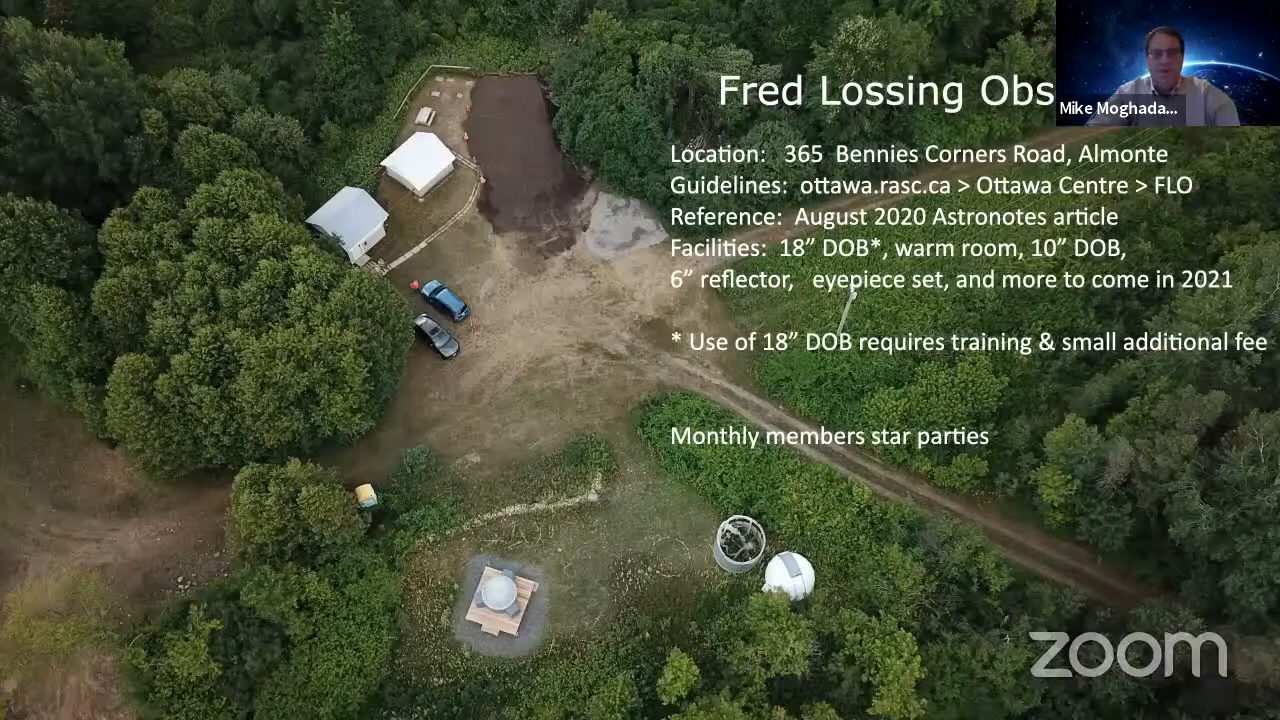 Fred Lossing Obs
Mike Moghada...
Location: 365 Bennies Corners Road, Almonte
Guidelines: ottawa.rasc.ca > Ottawa Centre > FLO
Reference: August 2020 Astronotes article
Facilities: 18” DOB*, warm room, 10” DOB,
6” reflector, eyepiece set, and more to come in 2021
* Use of 18” DOB requires training & small additional fee
Monthly members star parties
zoom